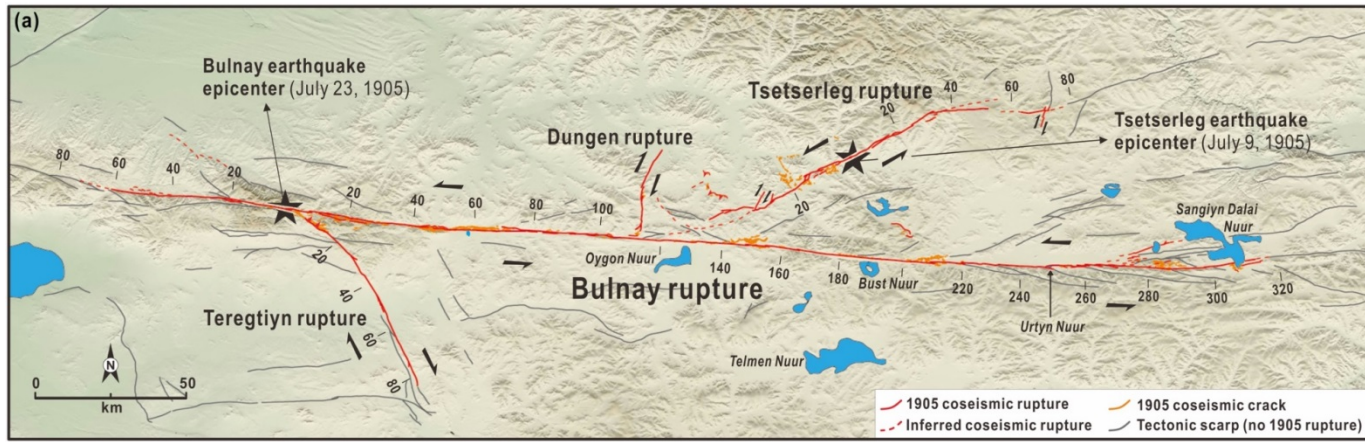 (a)
Bulnay earthquake
epicenter (July 23, 1905)
Tsetserleg rupture
Dungen rupture
Tsetserleg earthquake
epicenter (July 9, 1905)
20
40
60
80
80
60
40
20
20
40
60
80
100
20
Sangiyn Dalai
Nuur
Oygon Nuur
140
160
180
Bust Nuur
200
220
240
260
280
300
320
Bulnay rupture
Urtyn Nuur
20
40
60
80
Teregtiyn rupture
Telmen Nuur
N
0
50
km
1905 coseismic rupture
1905 coseismic crack
Inferred coseismic rupture
Tectonic scarp (no 1905 rupture)